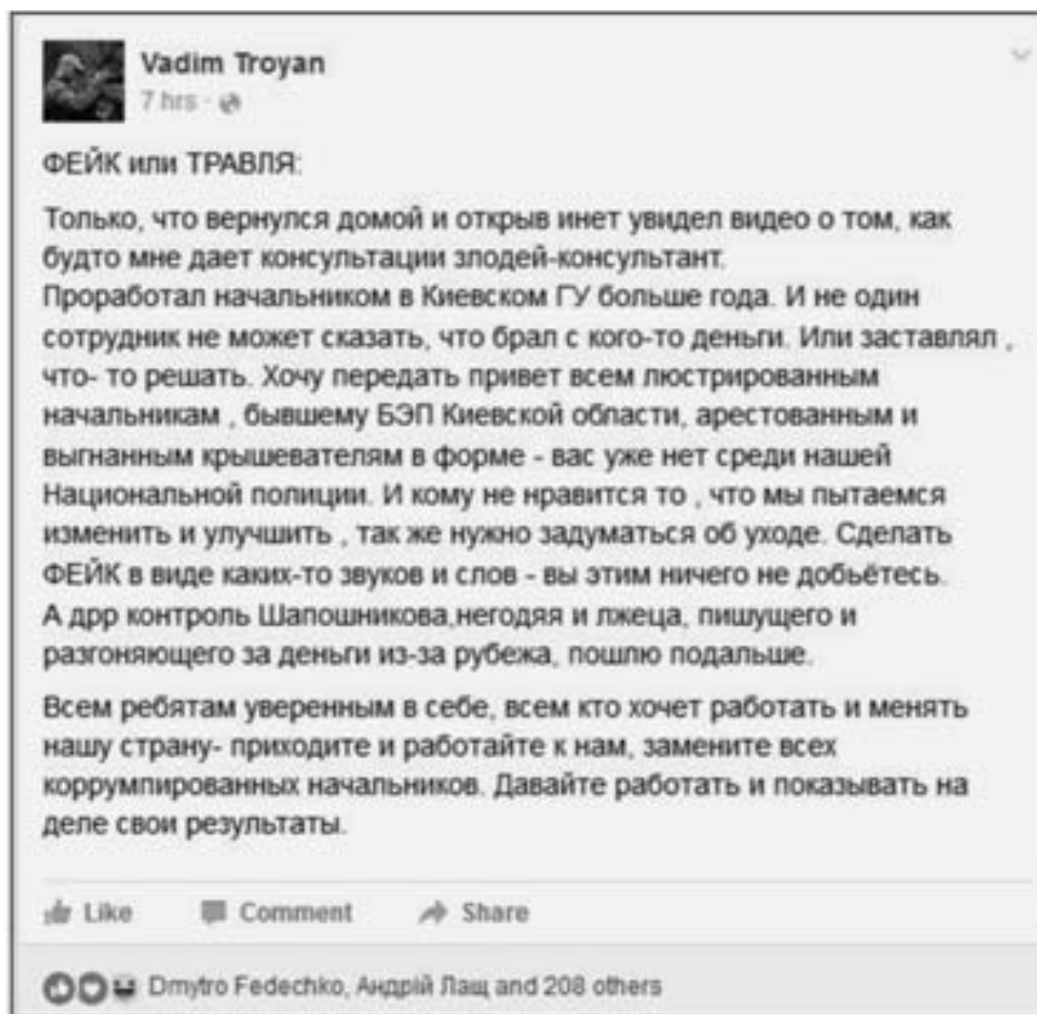 Vadim Troyan
7 hrs ·
ФЕЙК или ТРАВЛЯ:
Только, что вернулся домой и открыв инет увидел видео о том, как
будто мне дает консультации злодей-консультант.
Проработал начальником в Киевском ГУ больше года. И не один
сотрудник не может сказать, что брал с кого-то деньги. Или заставлял ,
что- то решать. Хочу передать привет всем люстрированным
начальникам , бывшему БЭП Киевской области, арестованным и
выгнанным крышевателям в форме - вас уже нет среди нашей
Национальной полиции. И кому не нравится то , что мы пытаемся
изменить и улучшить , так же нужно задуматься об уходе. Сделать
ФЕЙК в виде каких-то звуков и слов - вы этим ничего не добьётесь.
А дрр контроль Шапошникова,негодяя и лжеца, пишущего и
разгоняющего за деньги из-за рубежа, пошлю подальше.
Всем ребятам уверенным в себе, всем кто хочет работать и менять
нашу страну- приходите и работайте к нам, замените всех
коррумпированных начальников. Давайте работать и показывать на
деле свои результаты.
Like Comment Share
Dmytro Fedechko, Андрій Лащ and 208 others